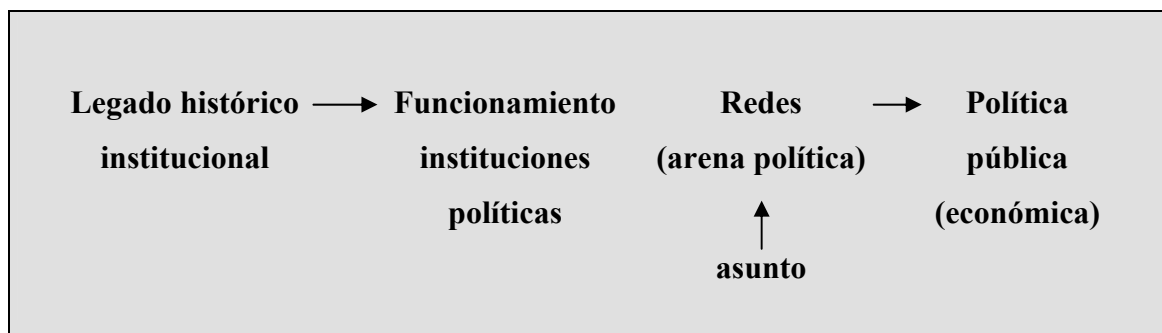 Legado histórico
institucional
Funcionamiento
instituciones
políticas
Redes
(arena política)
asunto
Política
pública
(económica)